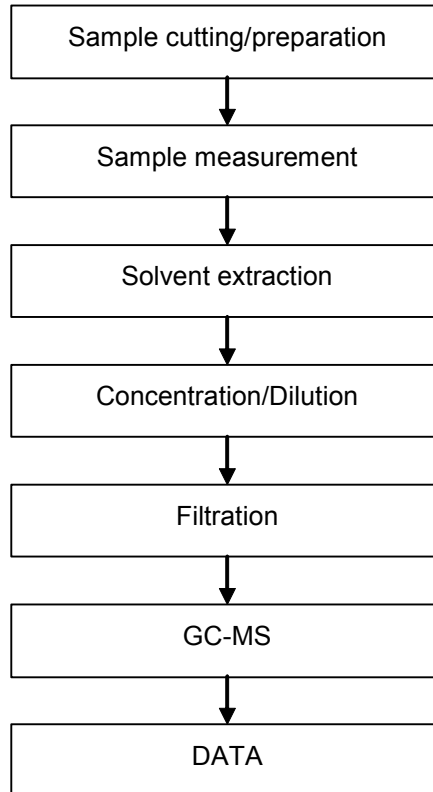 Sample cutting/preparation
Sample measurement
Solvent extraction
Concentration/Dilution
Filtration
GC-MS
DATA